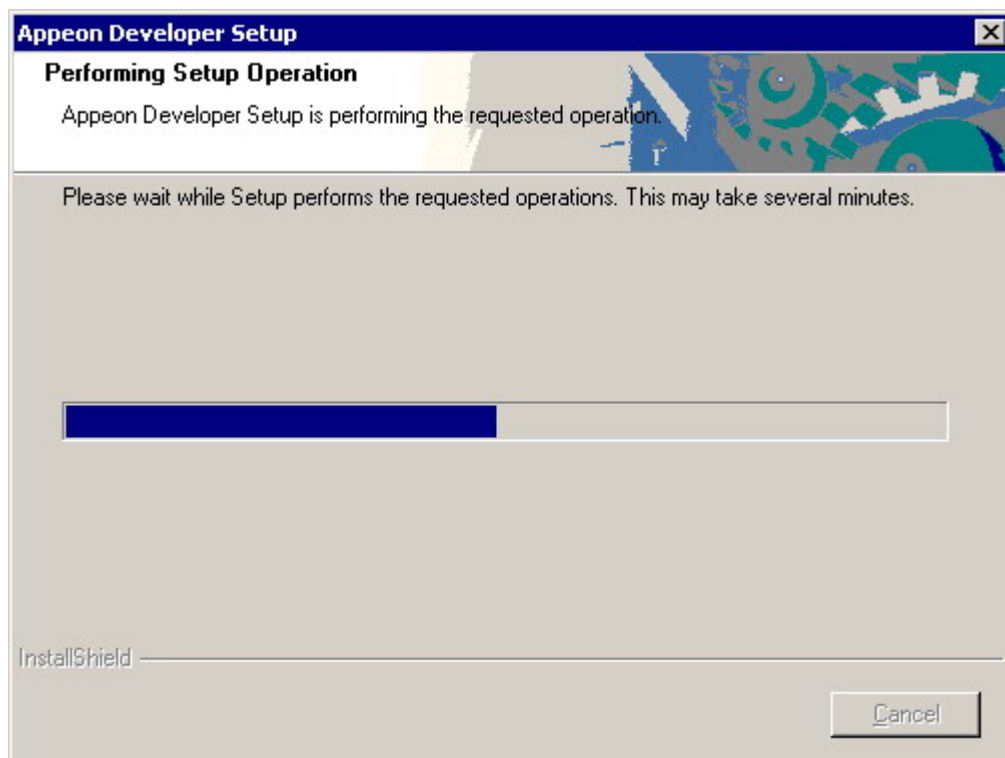 Appeon Developer Setup
Performing Setup Operation
Appeon Developer Setup is performing the requested operation.
Please wait while Setup performs the requested operations. This may take several minutes.
InstallShield
Cancel